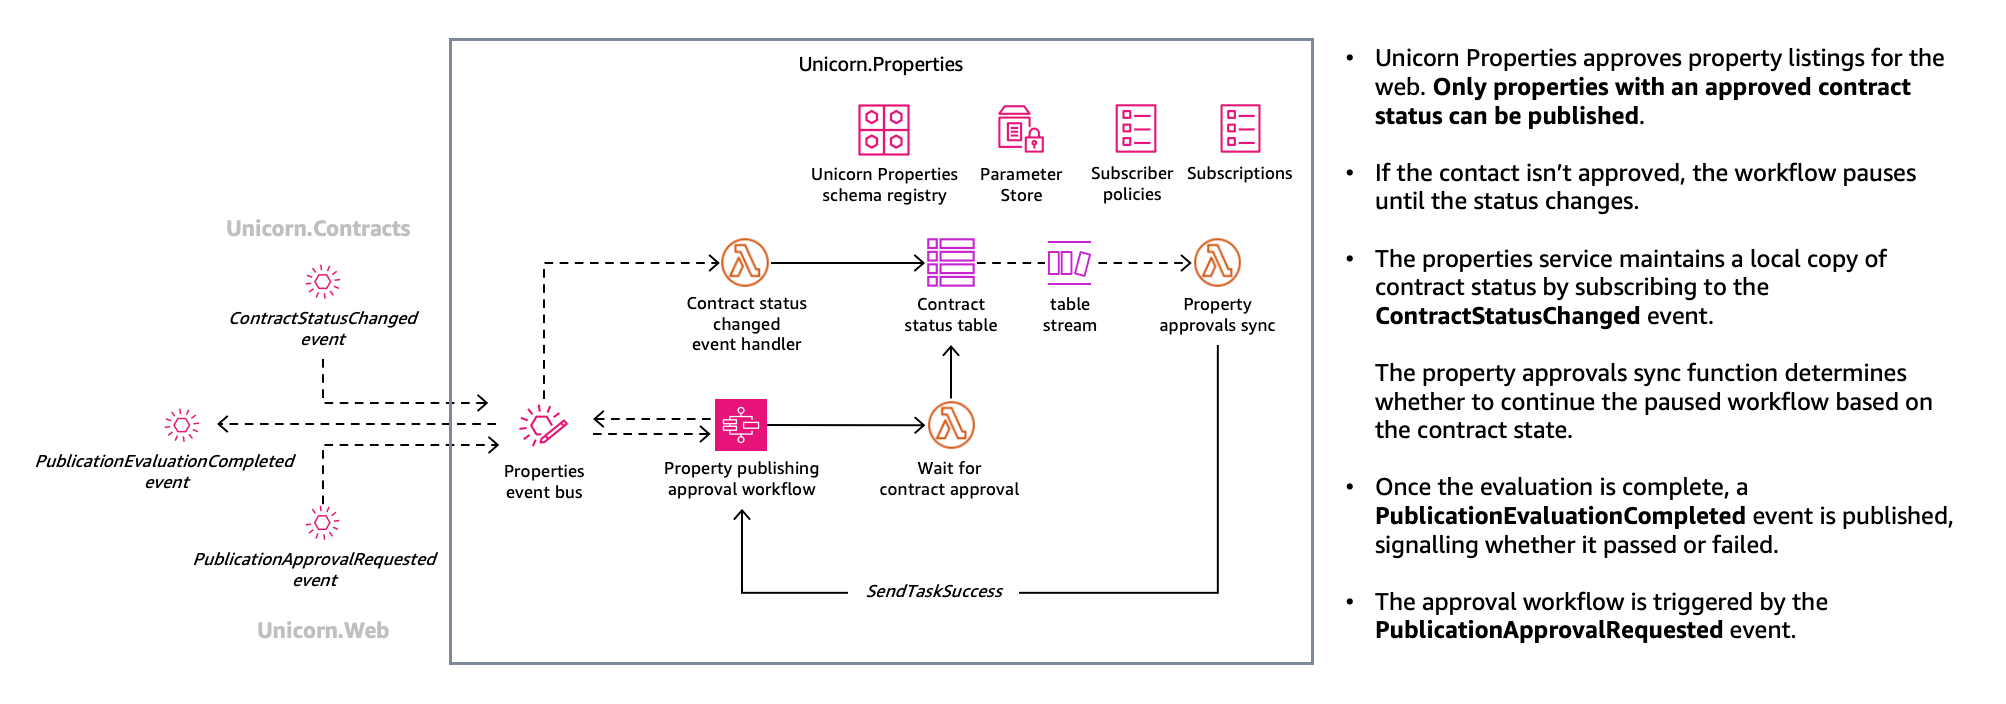 Unicorn.Properties
Unicorn Properties
schema registry
Parameter
Store
Subscriber
policies
Subscriptions
Unicorn.Contracts
ContractStatusChanged
event
Contract status
changed
event handler
Contract
status table
table
stream
Property
approvals sync
PublicationEvaluationCompleted
event
Properties
event bus
Property publishing
approval workflow
Wait for
contract approval
PublicationApprovalRequested
event
SendTaskSuccess
Unicorn.Web
• Unicorn Properties approves property listings for the
web. Only properties with an approved contract
status can be published.
• If the contact isn’t approved, the workflow pauses
until the status changes.
• The properties service maintains a local copy of
contract status by subscribing to the
ContractStatusChanged event.
The property approvals sync function determines
whether to continue the paused workflow based on
the contract state.
• Once the evaluation is complete, a
PublicationEvaluationCompleted event is published,
signalling whether it passed or failed.
• The approval workflow is triggered by the
PublicationApprovalRequested event.